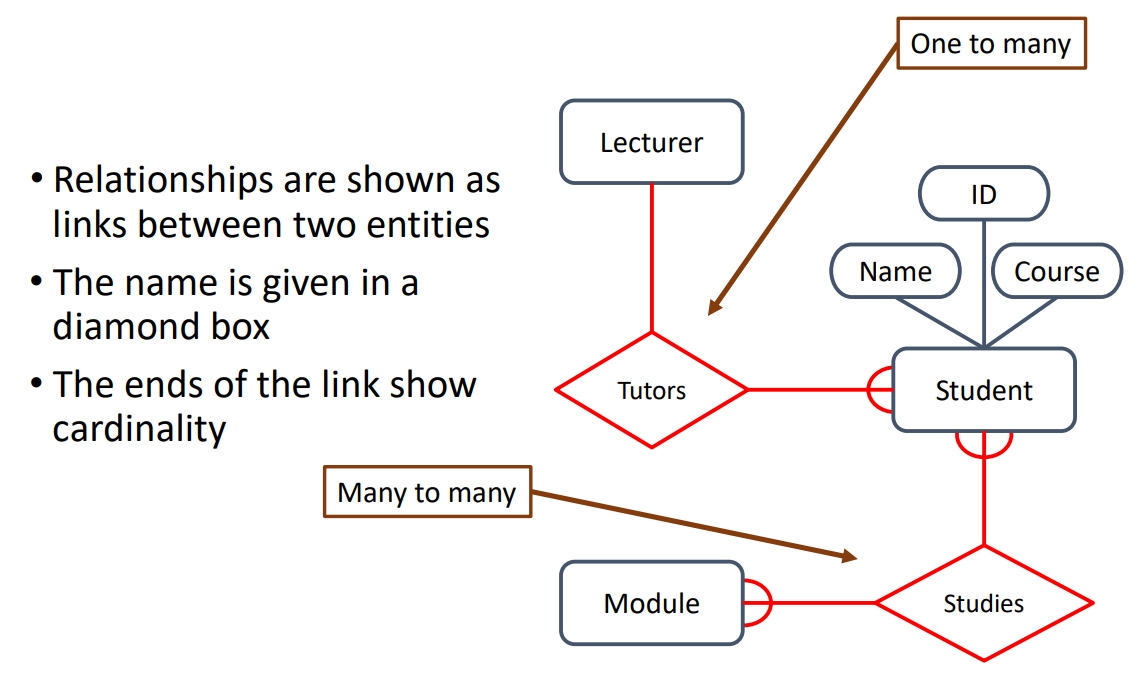 • Relationships are shown as
links between two entities
• The name is given in a
diamond box
• The ends of the link show
cardinality
One to many
Lecturer
ID
Name
Course
Tutors
Student
Many to many
Module
Studies